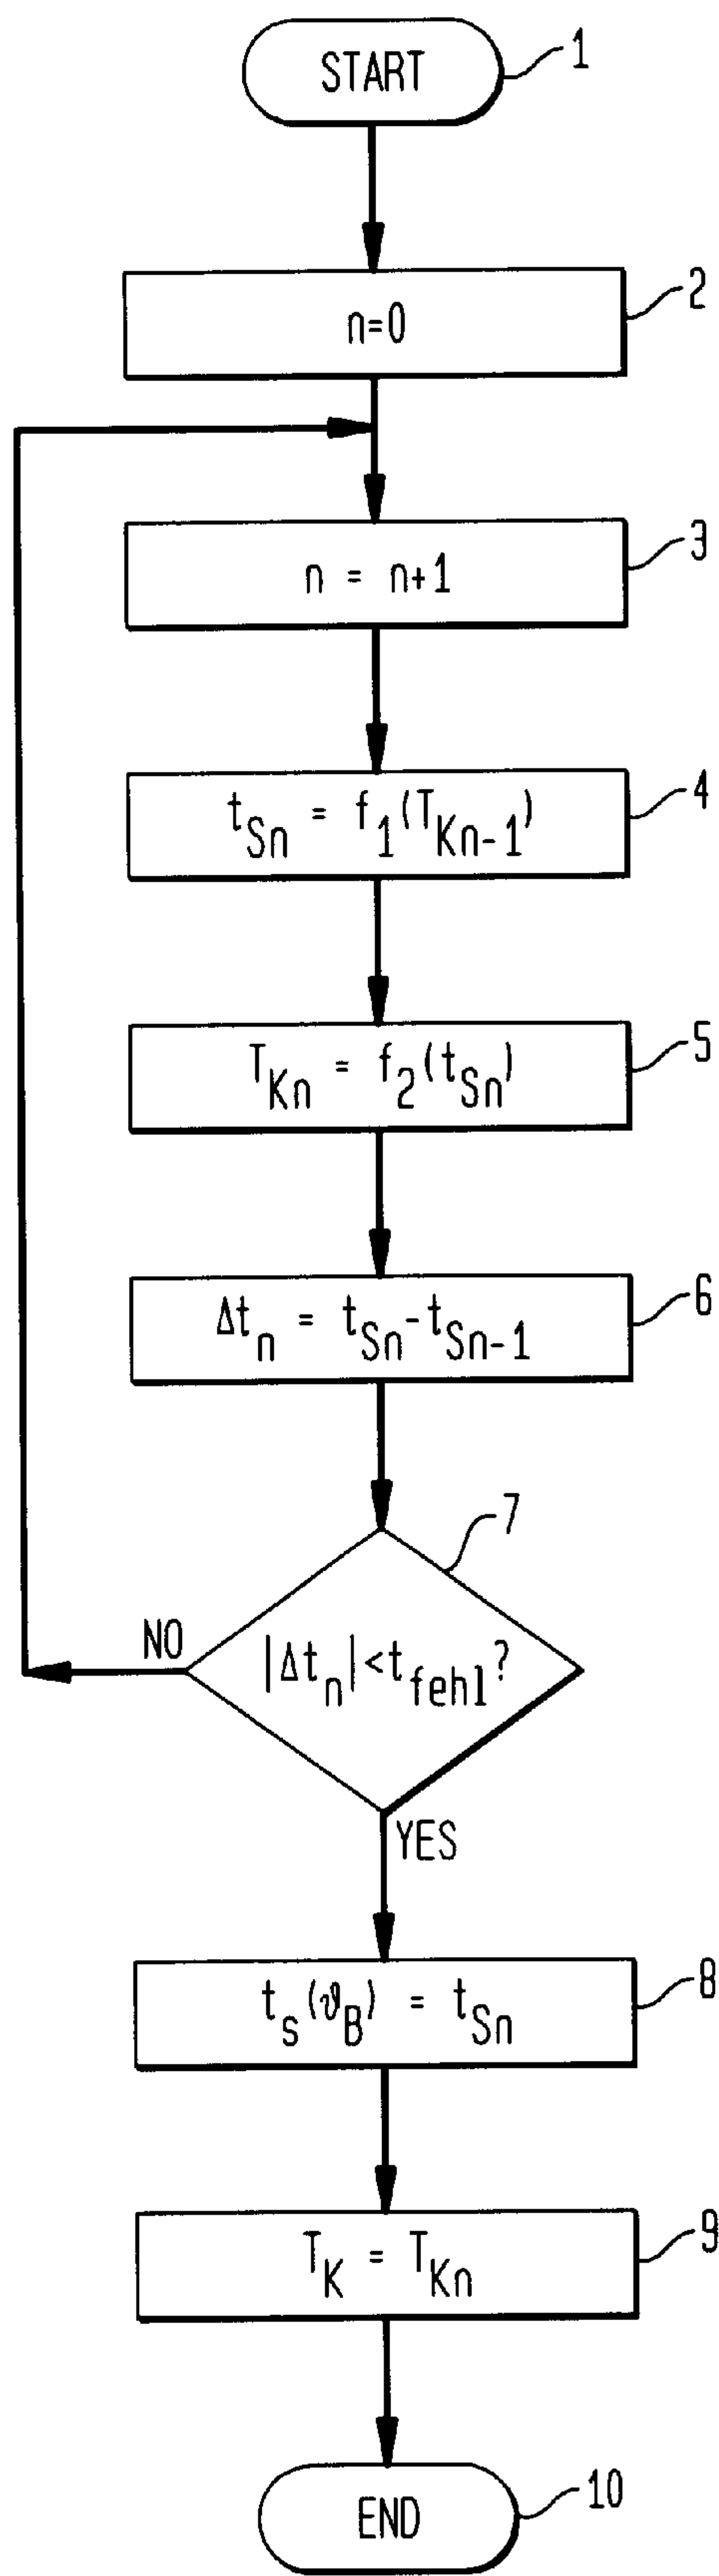 START 1
n=0 2
n = n+1 3
t_Sn = f_1(T_Kn-1) 4
T_Kn = f_2(t_Sn) 5
Δt_n = t_Sn-t_Sn-1 6
7
NO |Δt_n|<t_fehl?
YES
t_s(ϑ_B) = t_Sn 8
T_K = T_Kn 9
END 10